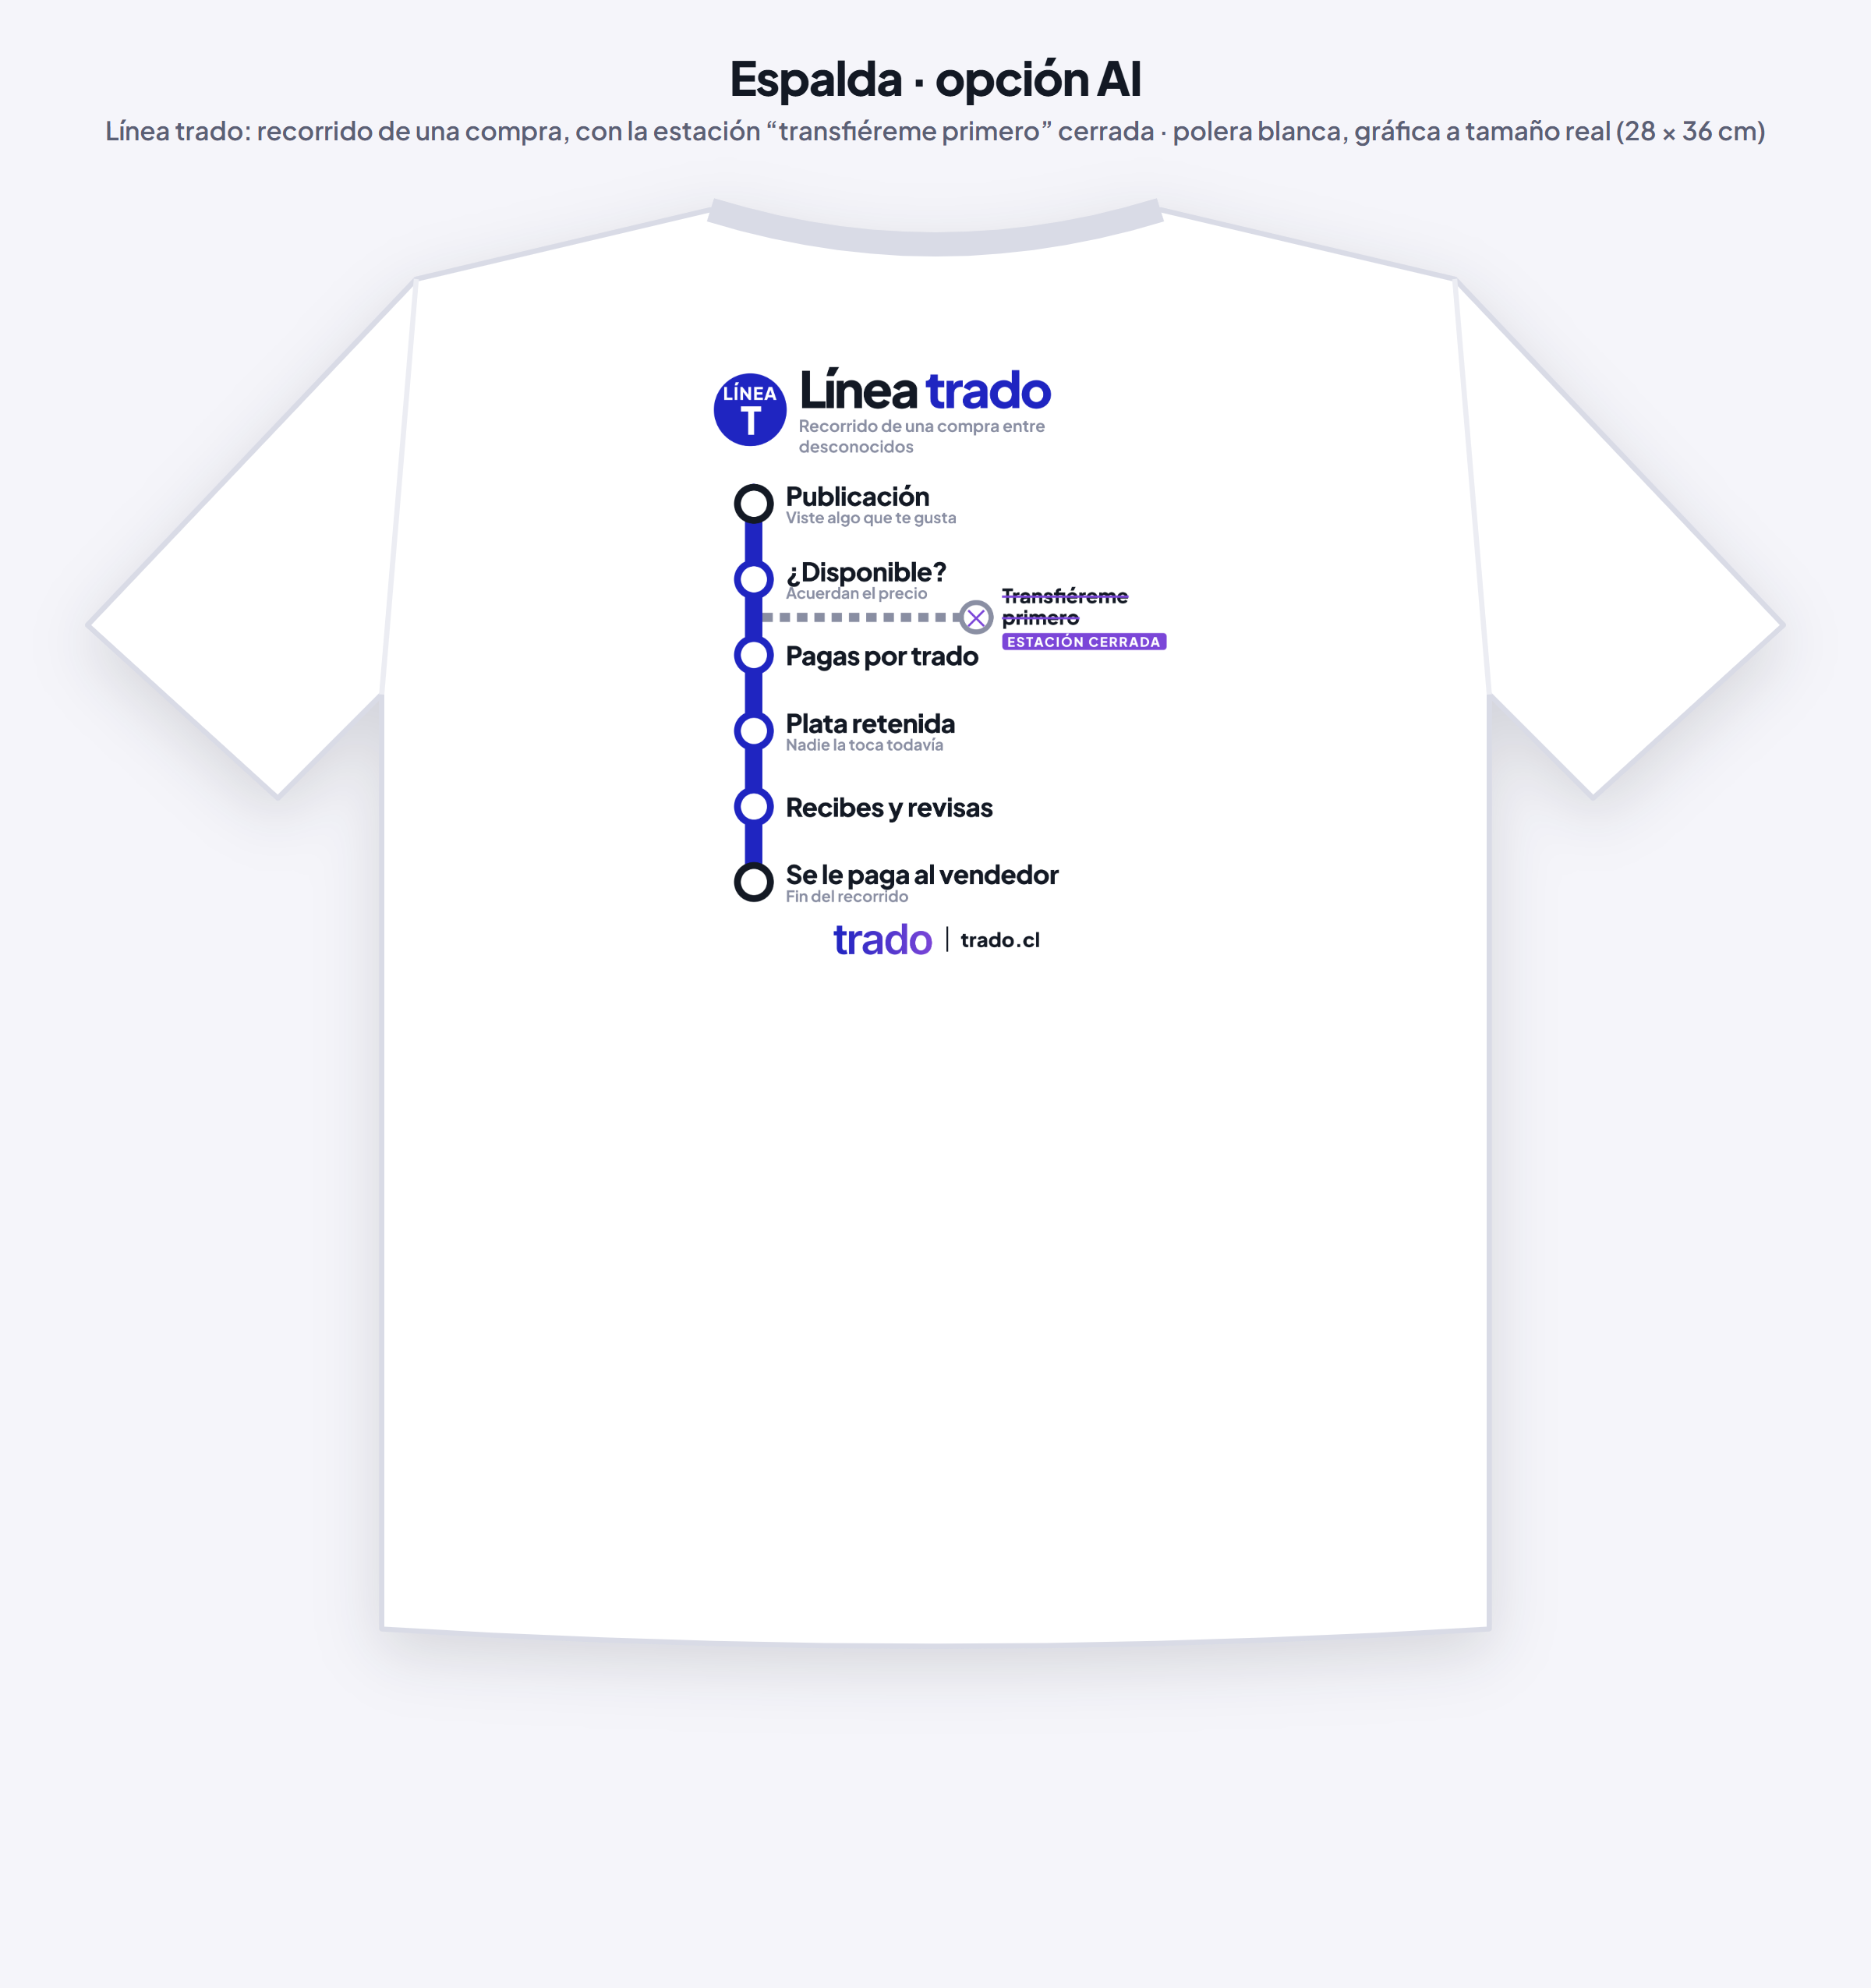 Espalda · opción AI
Línea trado: recorrido de una compra, con la estación “transfiéreme primero” cerrada · polera blanca, gráfica a tamaño real (28 × 36 cm)
LÍNEA
T
Línea trado
Recorrido de una compra entre
desconocidos
Publicación
Viste algo que te gusta
¿Disponible?
Acuerdan el precio
Transfiéreme
primero
ESTACIÓN CERRADA
Pagas por trado
Plata retenida
Nadie la toca todavía
Recibes y revisas
Se le paga al vendedor
Fin del recorrido
trado | trado.cl